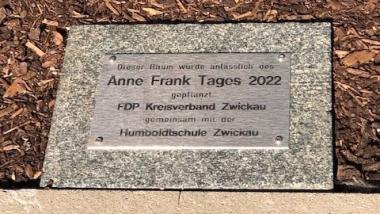 Dieser Baum wurde anlässlich des
Anne Frank Tages 2022
gepflanzt
FDP Kreisverband Zwickau
gemeinsam mit der
Humboldtschule Zwickau